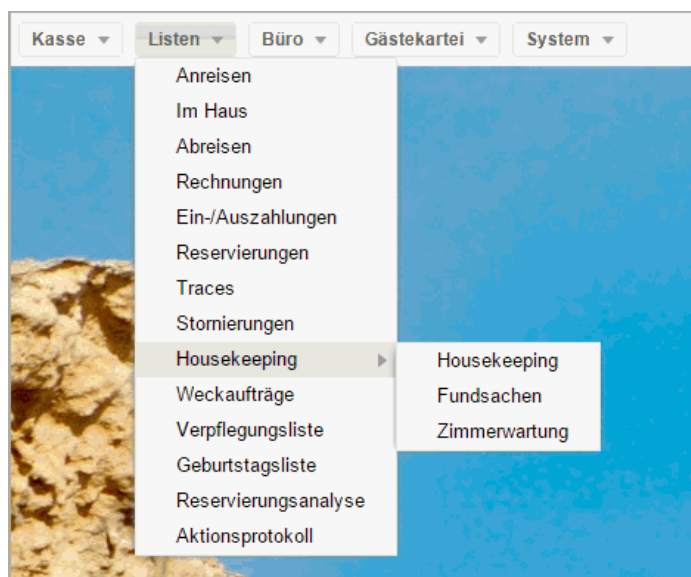 Kasse Listen Büro Gästekartei System
Anreisen
Im Haus
Abreisen
Rechnungen
Ein-/Auszahlungen
Reservierungen
Traces
Stornierungen
Housekeeping Housekeeping
Weckaufträge Fundsachen
Verpflegungsliste Zimmerwartung
Geburtstagsliste
Reservierungsanalyse
Aktionsprotokoll